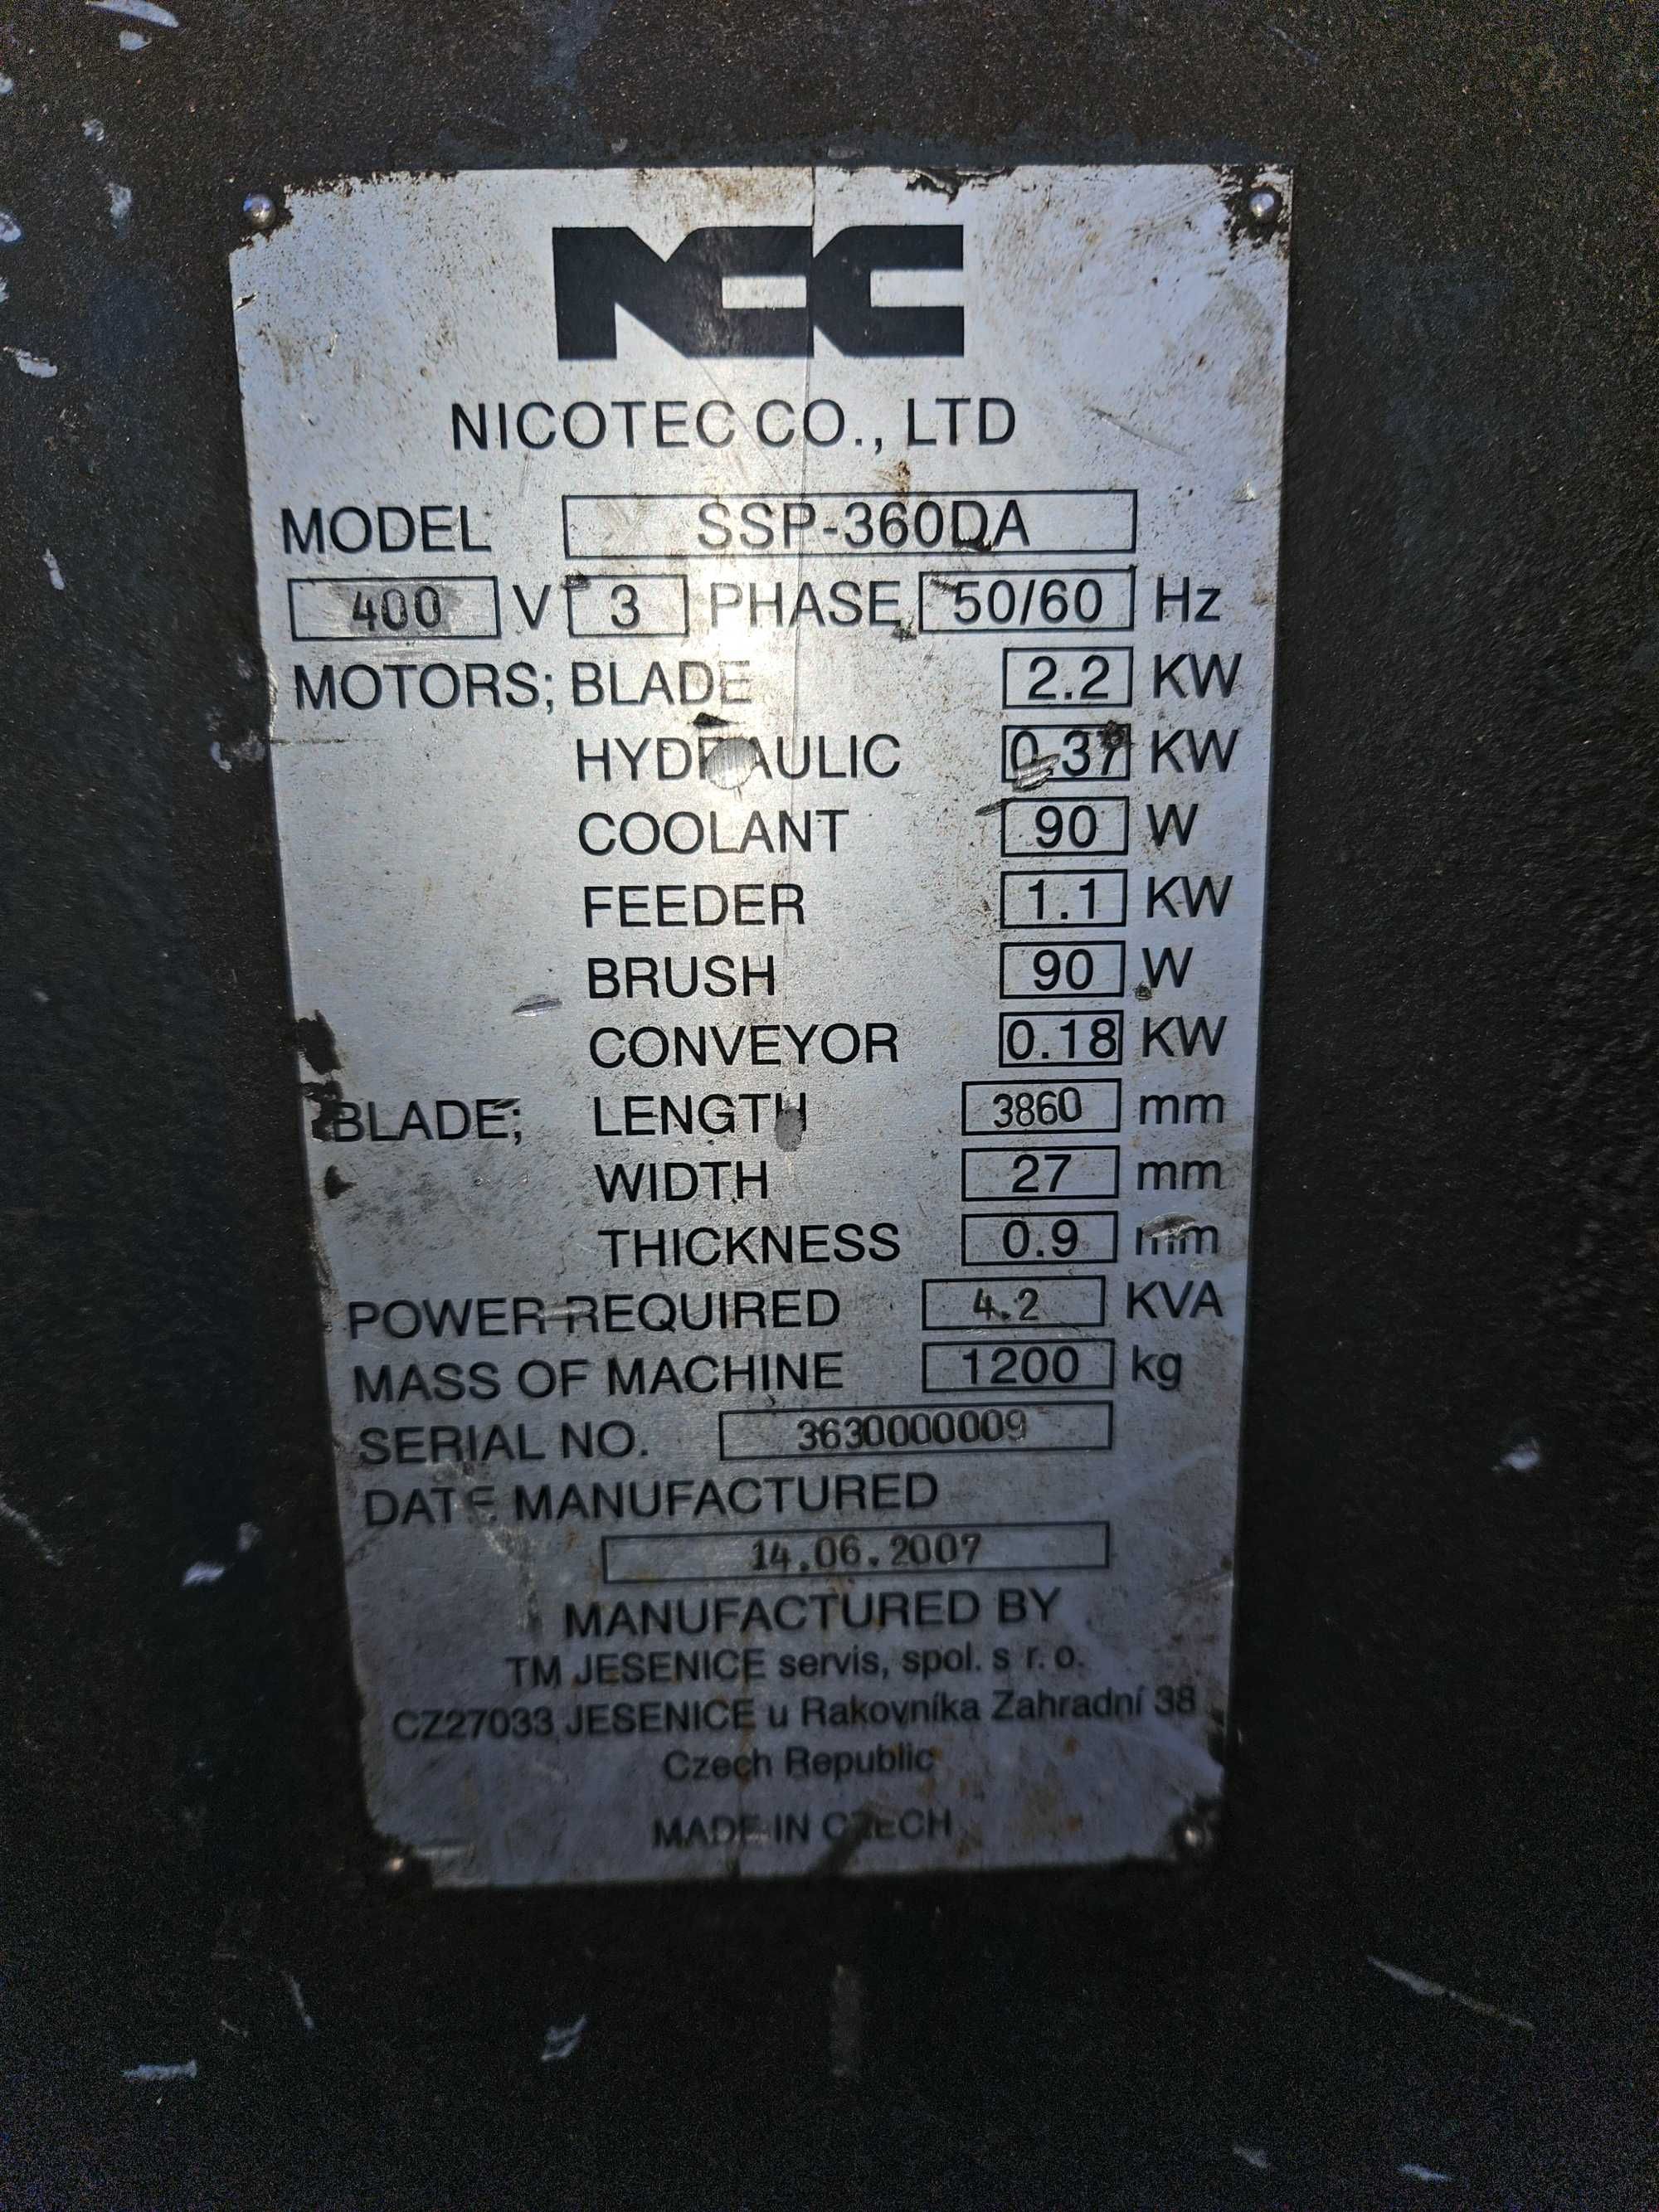 NCC
NICOTEC CO., LTD
MODEL SSP-360DA
400 V 3 PHASE 50/60 Hz
MOTORS; BLADE 2.2 KW
HYDRAULIC 0.37 KW
COOLANT 90 W
FEEDER 1.1 KW
BRUSH 90 W
CONVEYOR 0.18 KW
BLADE; LENGTH 3860 mm
WIDTH 27 mm
THICKNESS 0.9 mm
POWER REQUIRED 4.2 KVA
MASS OF MACHINE 1200 kg
SERIAL NO. 3630000009
DATE MANUFACTURED
14.06.2007
MANUFACTURED BY
TM JESENICE servis, spol. s r. o.
CZ27033 JESENICE u Rakovníka Zahradní 38
Czech Republic
MADE IN CZECH